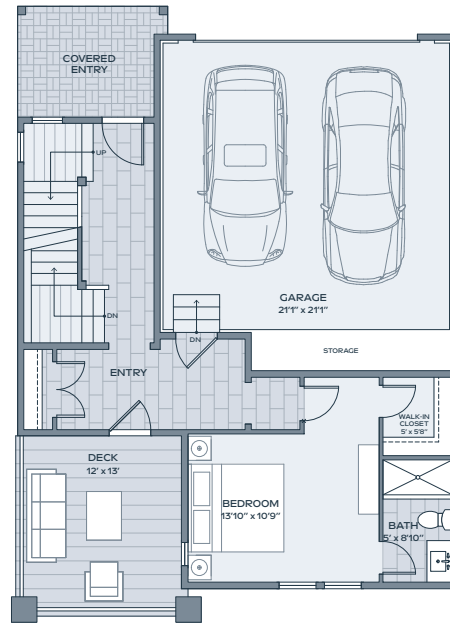 COVERED
ENTRY
UP
DN
GARAGE
21'1" x 21'1"
DN
STORAGE
ENTRY
WALK-IN
CLOSET
5' x 5'8"
DECK
12' x 13'
BEDROOM
13'10" x 10'9"
BATH
5' x 8'10"